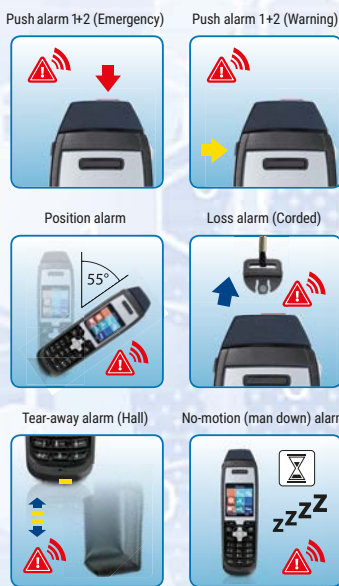 Push alarm 1+2 (Emergency)
Push alarm 1+2 (Warning)
Position alarm
Loss alarm (Corded)
55°
Tear-away alarm (Hall)
No-motion (man down) alarm
zzzZ